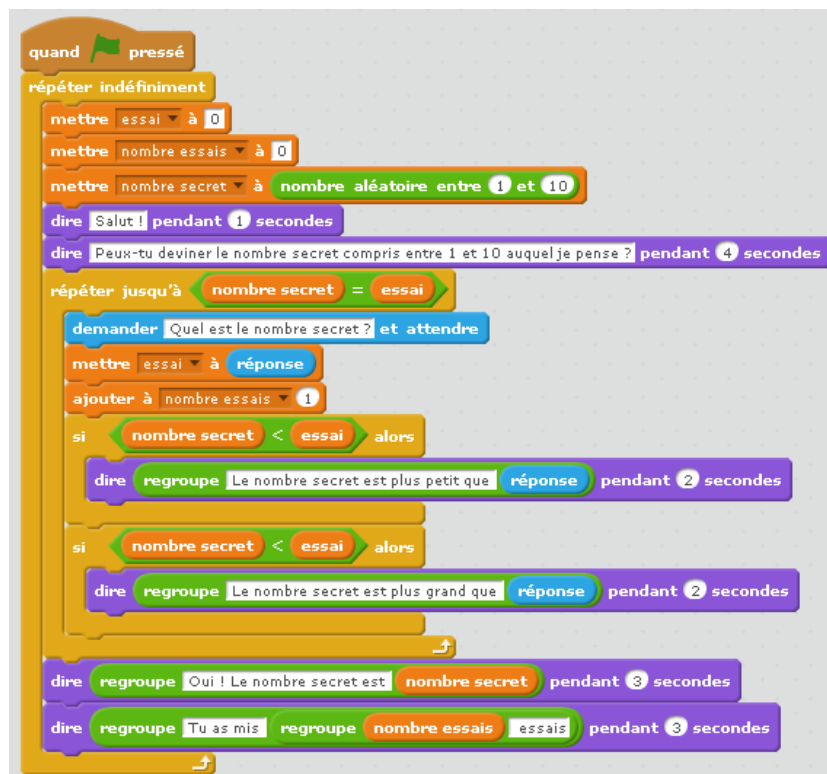 quand pressé
répéter indéfiniment
mettre essai à 0
mettre nombre essais à 0
mettre nombre secret à nombre aléatoire entre 1 et 10
dire Salut ! pendant 1 secondes
dire Peux-tu deviner le nombre secret compris entre 1 et 10 auquel je pense ? pendant 4 secondes
répéter jusqu'à nombre secret = essai
demander Quel est le nombre secret ? et attendre
mettre essai à réponse
ajouter à nombre essais 1
si nombre secret < essai alors
dire regroupe Le nombre secret est plus petit que réponse pendant 2 secondes
si nombre secret < essai alors
dire regroupe Le nombre secret est plus grand que réponse pendant 2 secondes
dire regroupe Oui ! Le nombre secret est nombre secret pendant 3 secondes
dire regroupe Tu as mis regroupe nombre essais essais pendant 3 secondes